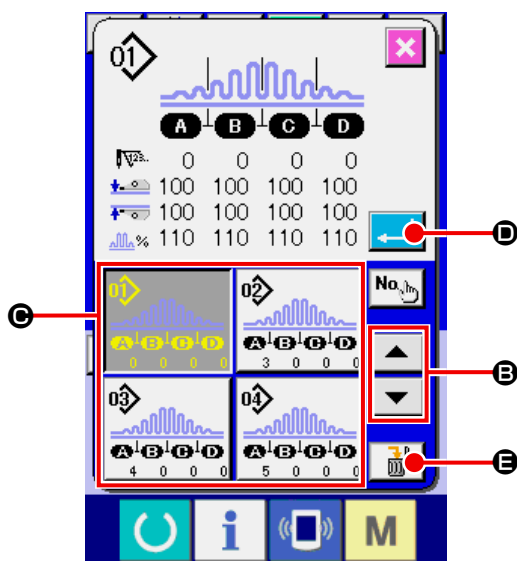 01
A B C D
123..
0 0 0 0
100 100 100 100
100 100 100 100
% 110 110 110 110
D
01
A B C D
0 0 0 0
02
A B C D
3 0 0 0
No.
C
B
03
A B C D
4 0 0 0
04
A B C D
5 0 0 0
P
E
i
M